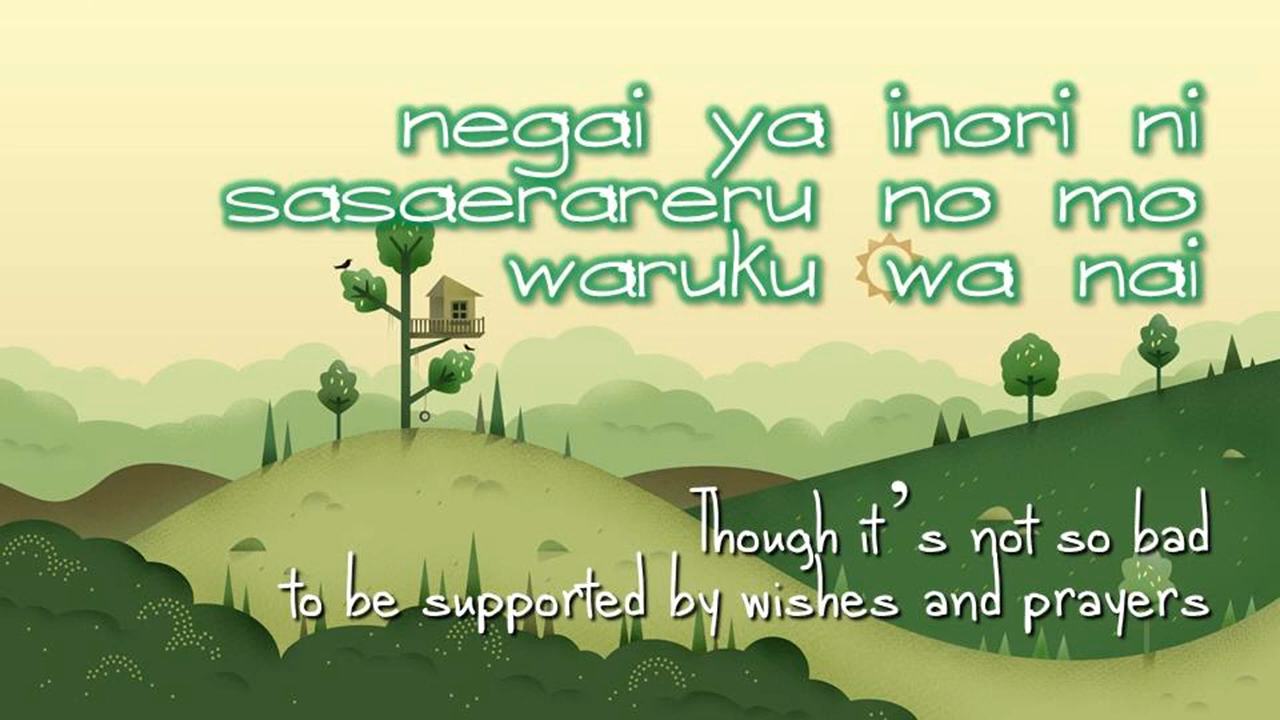 negai ya inori ni
sasaerareru no mo
waruku wa nai
Though it's not so bad
to be supported by wishes and prayers